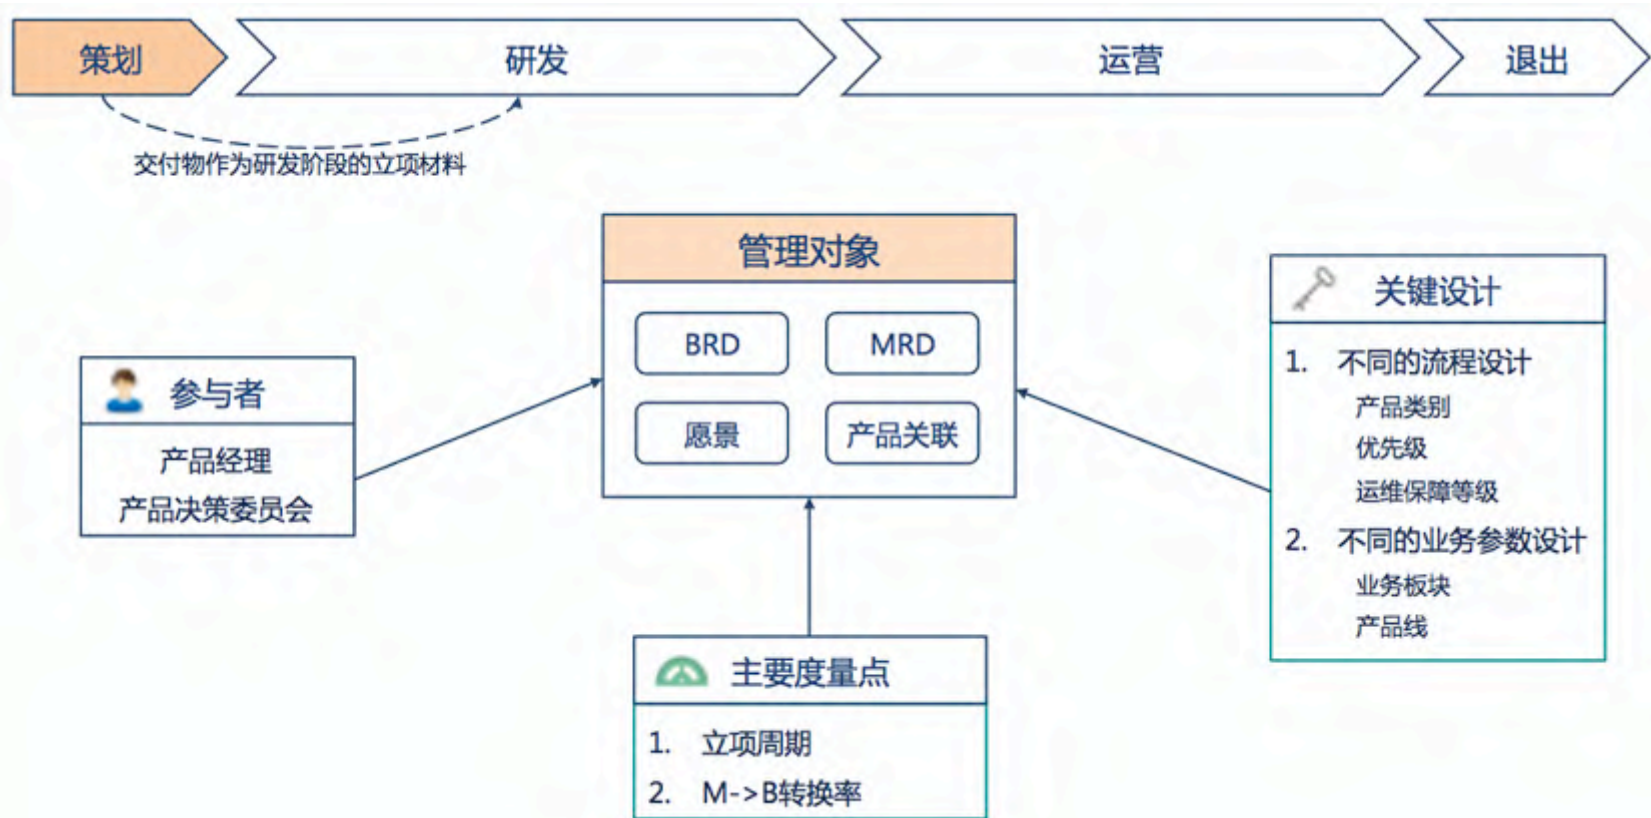 策划
研发
运营
退出
交付物作为研发阶段的立项材料
管理对象
BRD
MRD
愿景
产品关联
参与者
产品经理
产品决策委员会
关键设计
1. 不同的流程设计
产品类别
优先级
运维保障等级
2. 不同的业务参数设计
业务板块
产品线
主要度量点
1. 立项周期
2. M->B转换率